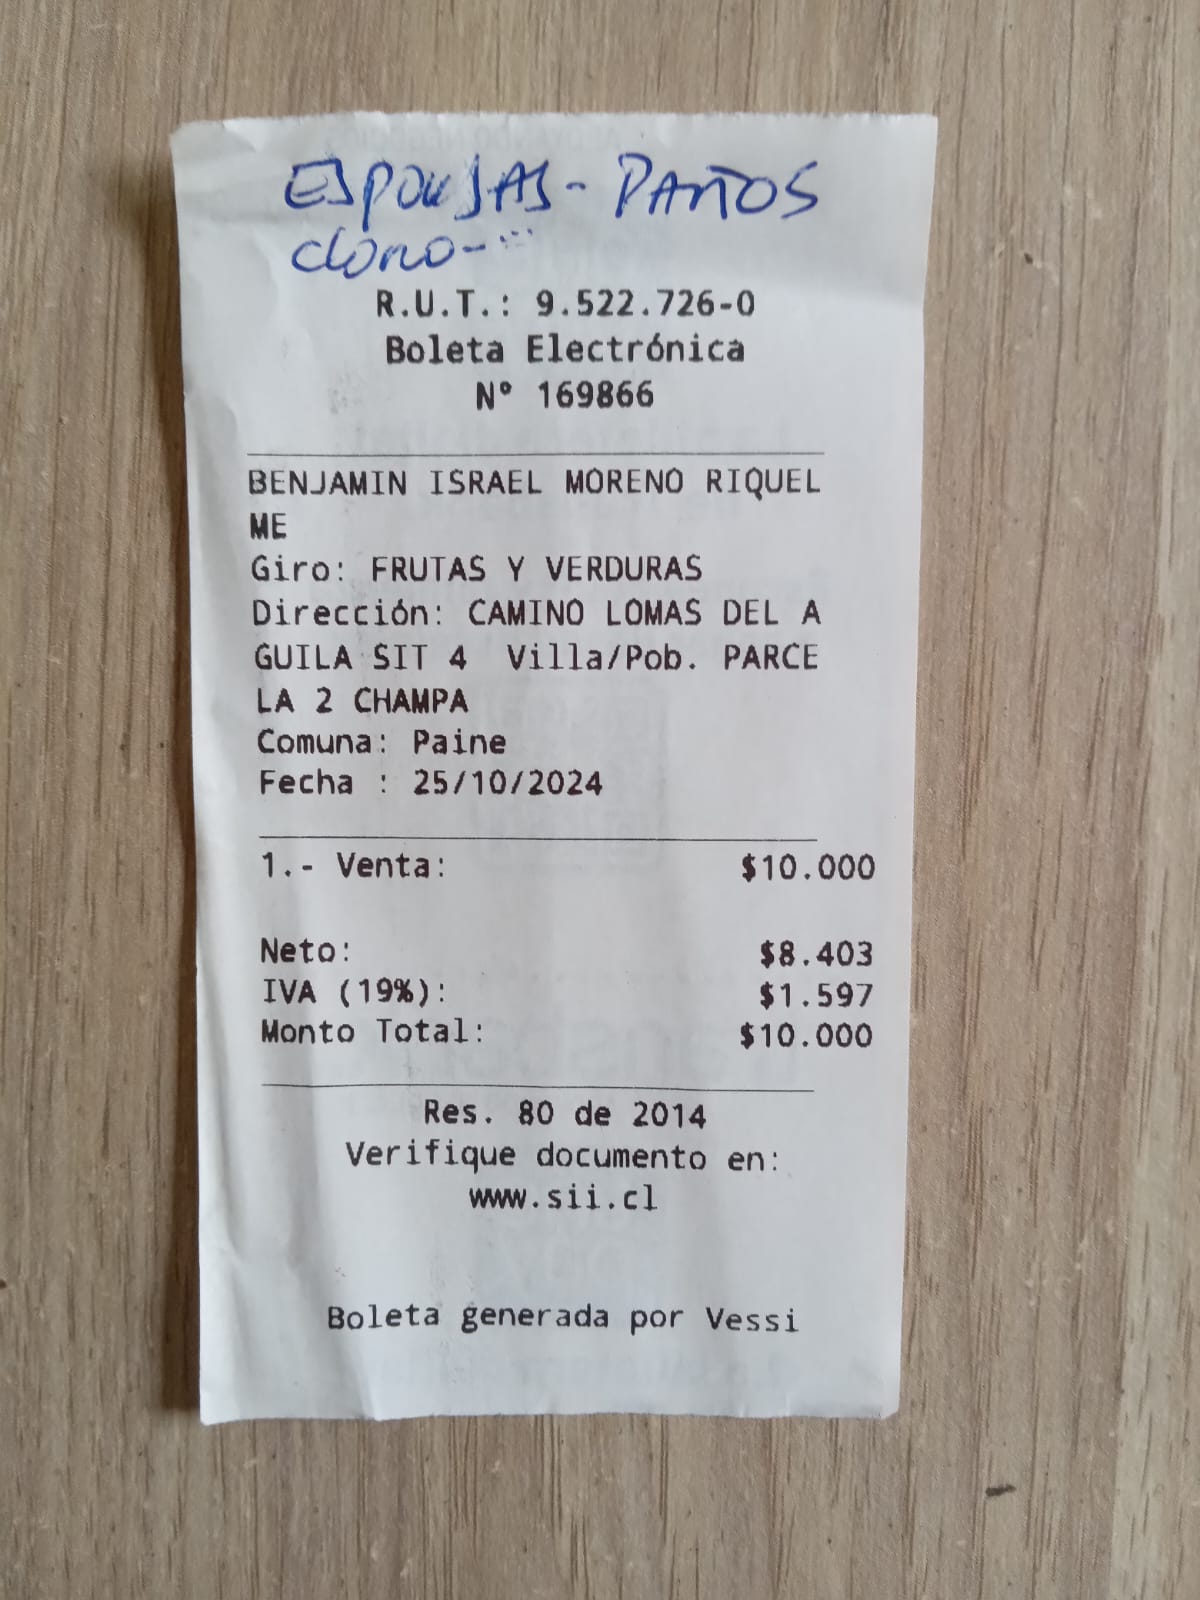 ESPONJAS - PAÑOS
cloro - ...
R.U.T.: 9.522.726-0
Boleta Electrónica
N° 169866
BENJAMIN ISRAEL MORENO RIQUEL
ME
Giro: FRUTAS Y VERDURAS
Dirección: CAMINO LOMAS DEL A
GUILA SIT 4 Villa/Pob. PARCE
LA 2 CHAMPA
Comuna: Paine
Fecha : 25/10/2024
1.- Venta: $10.000
Neto: $8.403
IVA (19%): $1.597
Monto Total: $10.000
Res. 80 de 2014
Verifique documento en:
www.sii.cl
Boleta generada por Vessi